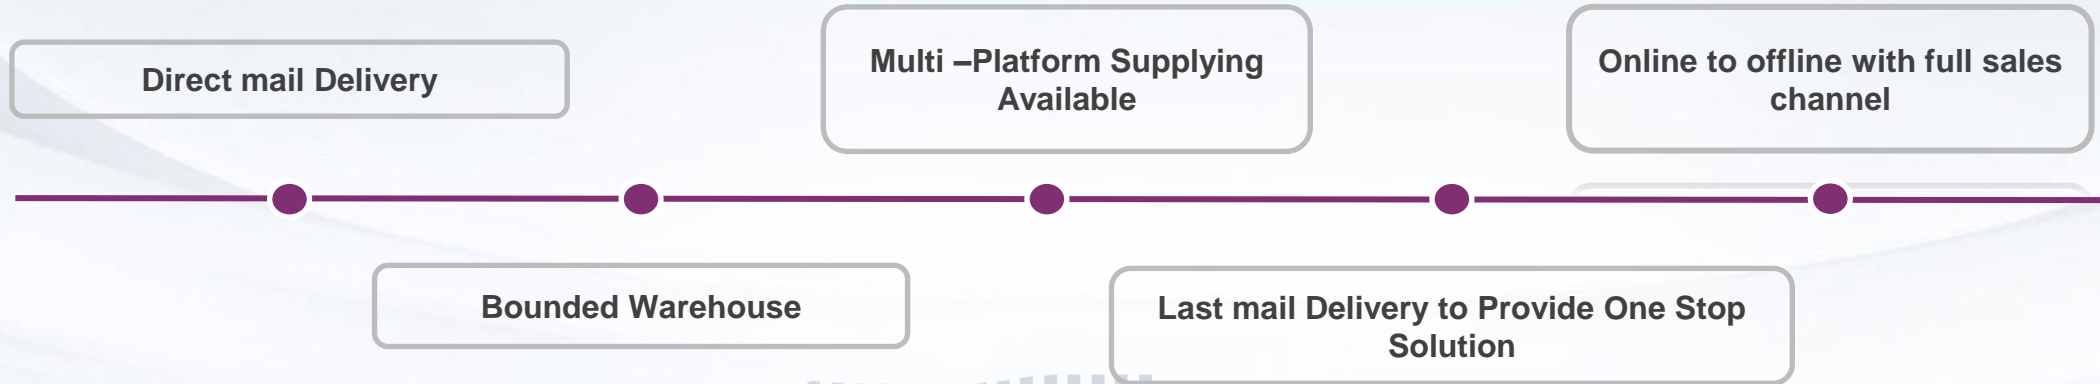 Direct mail Delivery
Multi –Platform Supplying
Available
Online to offline with full sales
channel
Bounded Warehouse
Last mail Delivery to Provide One Stop
Solution